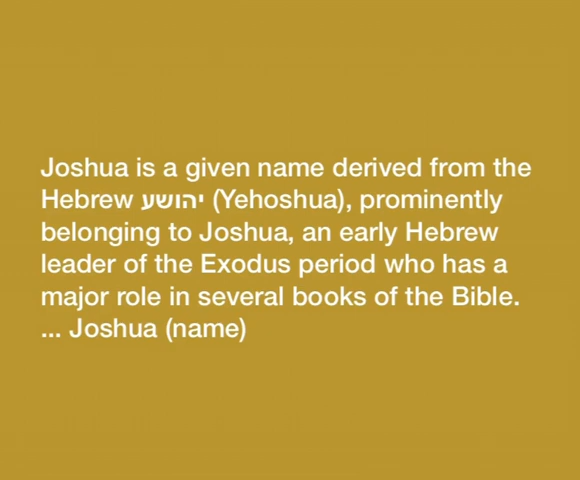 Joshua is a given name derived from the
Hebrew יהושע (Yehoshua), prominently
belonging to Joshua, an early Hebrew
leader of the Exodus period who has a
major role in several books of the Bible.
... Joshua (name)